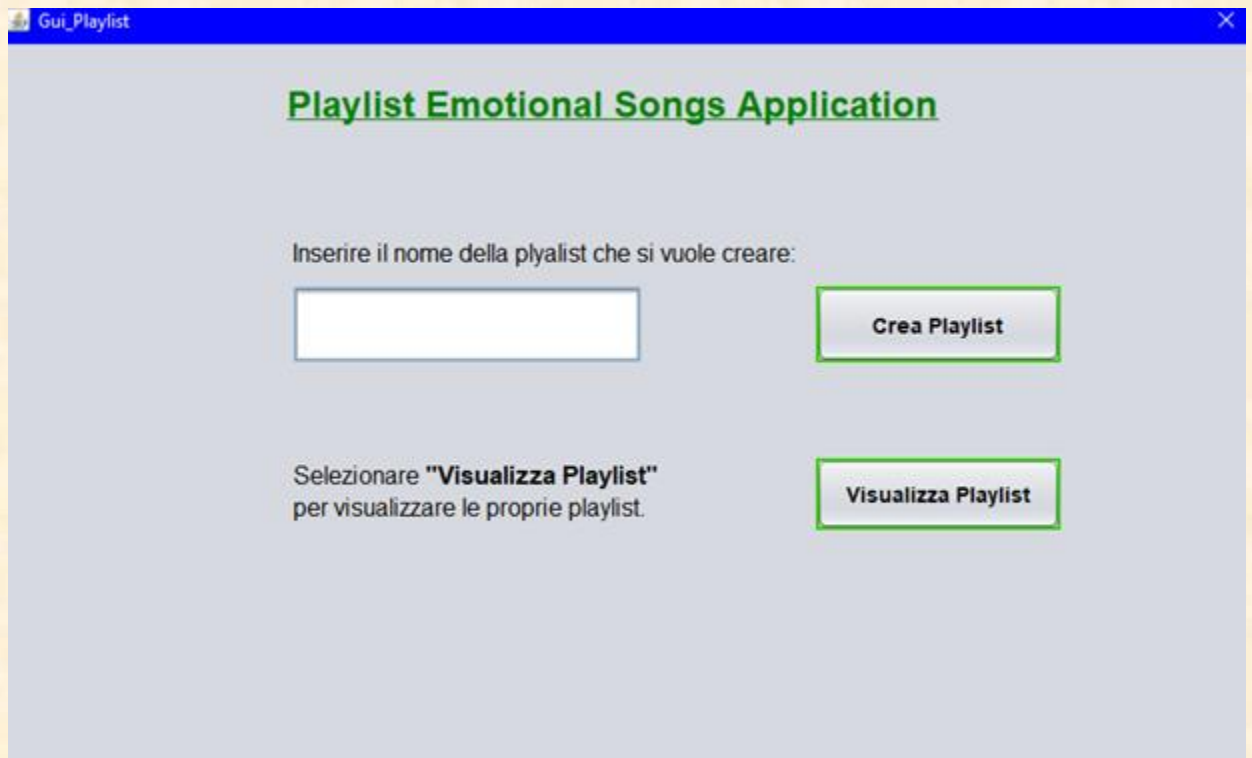 Gui_Playlist
Playlist Emotional Songs Application
Inserire il nome della plyalist che si vuole creare:
Crea Playlist
Selezionare "Visualizza Playlist"
per visualizzare le proprie playlist.
Visualizza Playlist